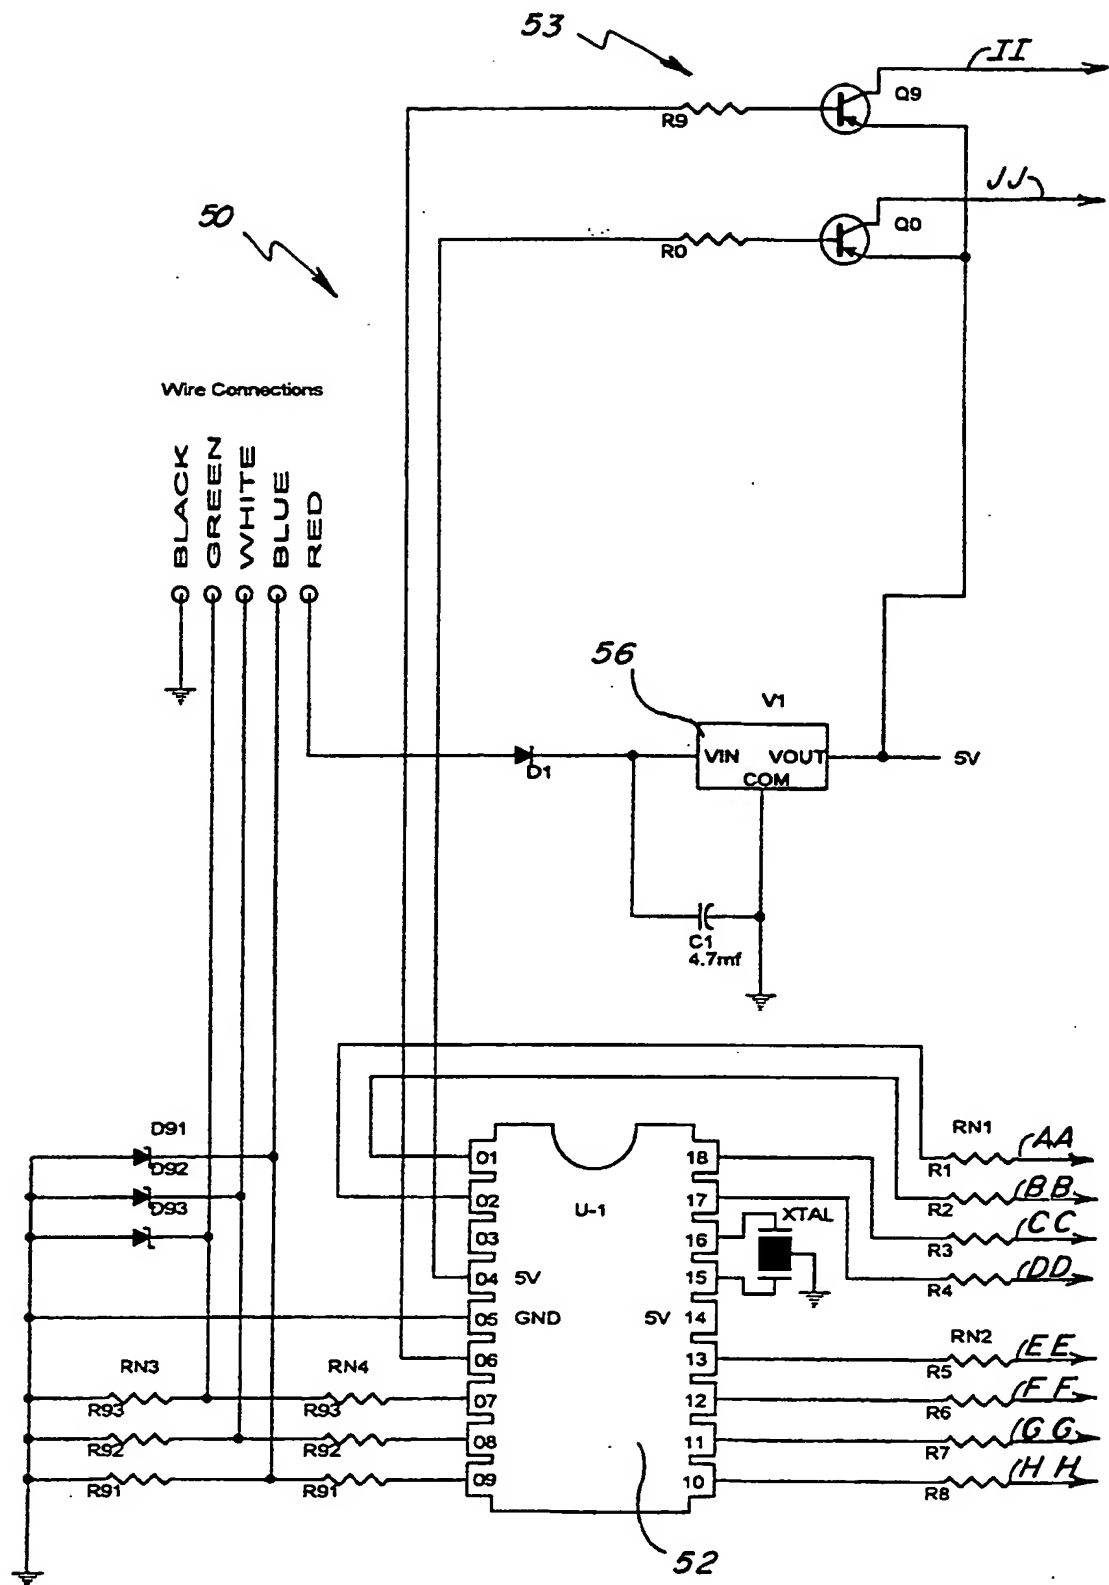 53
II
Q9
R9
JJ
50
Q0
R0
Wire Connections
BLACK
GREEN
WHITE
BLUE
RED
56
V1
VIN VOUT
COM
5V
D1
C1
4.7mf
D91
D92
D93
RN1
AA
R1
BB
R2
CC
R3
DD
R4
01
02
03
04 5V
05 GND
06
07
08
09
U-1
18
17
16
15
5V 14
13
12
11
10
XTAL
RN2
EE
R5
FF
R6
GG
R7
HH
R8
RN3
RN4
R93
R93
R92
R92
R91
R91
52